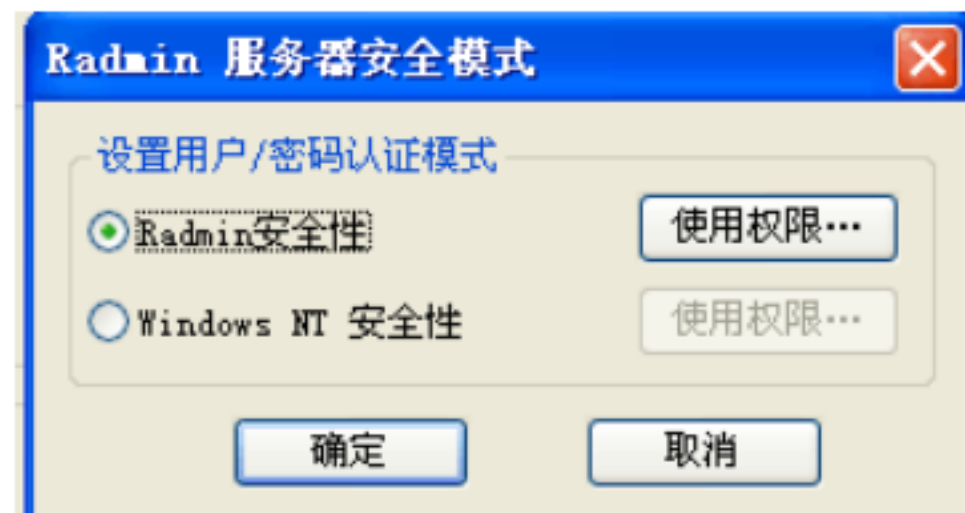 Radmin 服务器安全模式
设置用户/密码认证模式
Radmin安全性
使用权限…
Windows NT 安全性
使用权限…
确定
取消